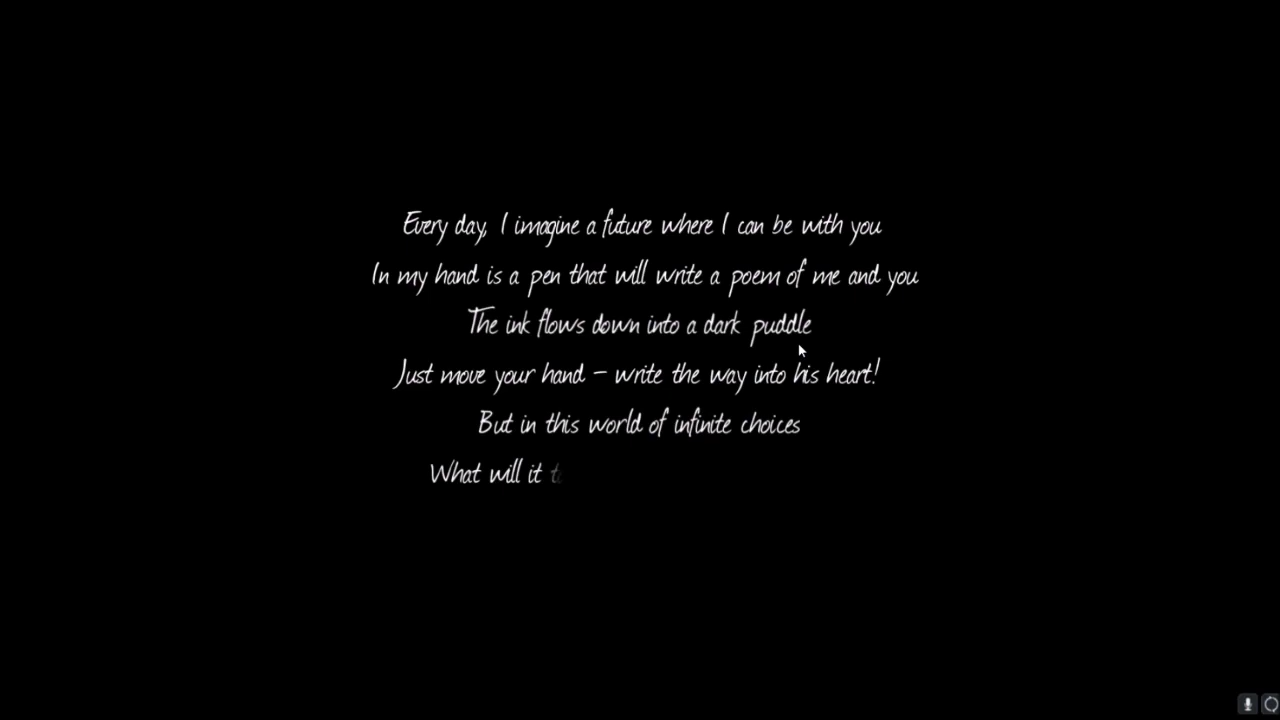 Every day, I imagine a future where I can be with you
In my hand is a pen that will write a poem of me and you
The ink flows down into a dark puddle
Just move your hand – write the way into his heart!
But in this world of infinite choices
What will it